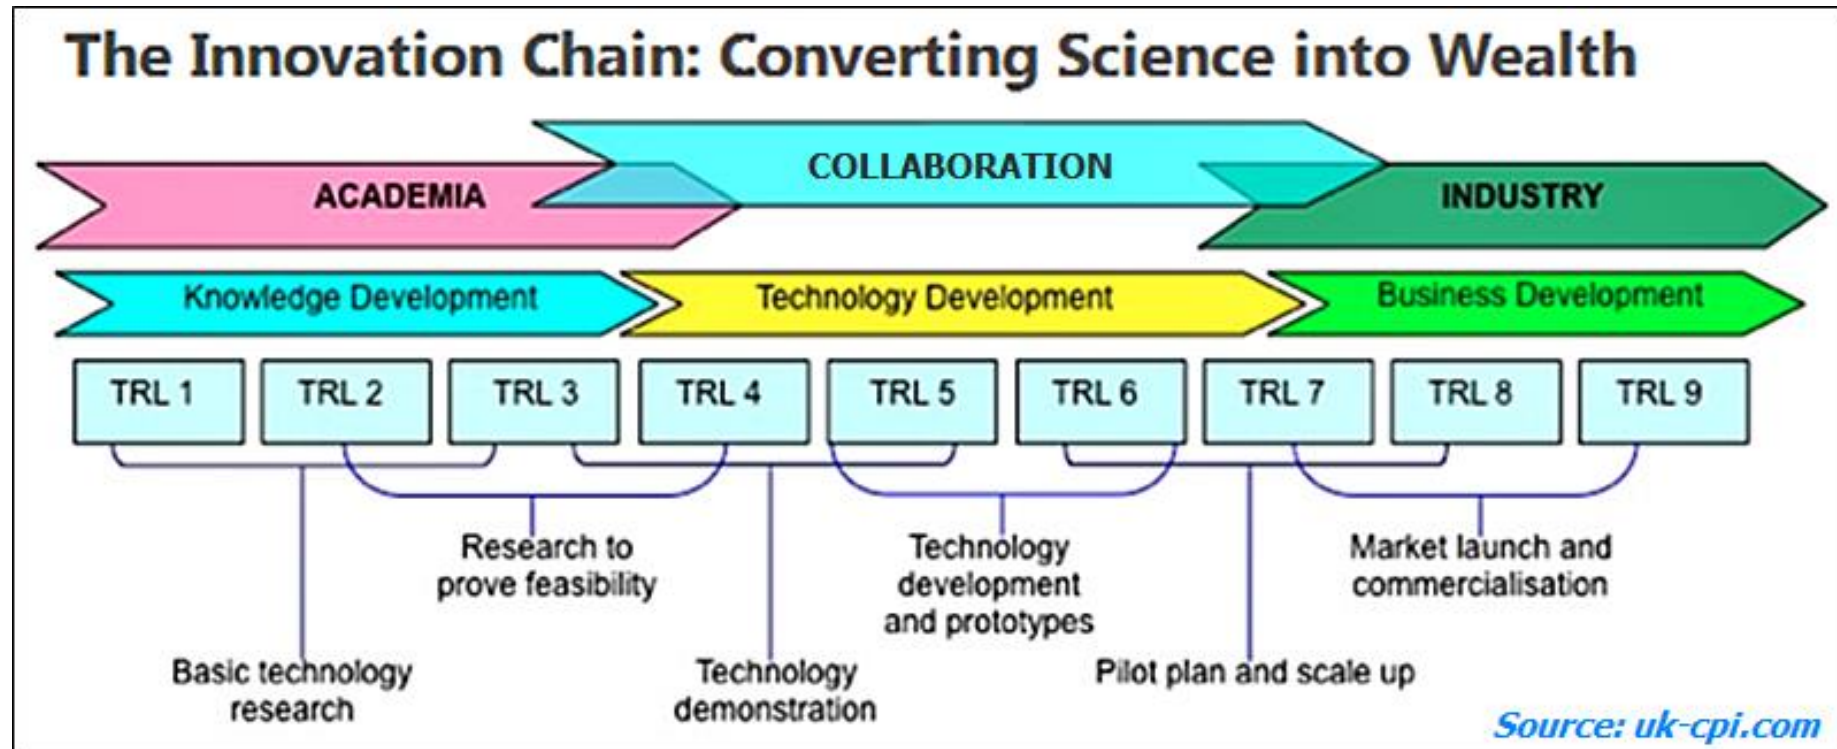 The Innovation Chain: Converting Science into Wealth
COLLABORATION
ACADEMIA
INDUSTRY
Knowledge Development
Technology Development
Business Development
TRL 1
TRL 2
TRL 3
TRL 4
TRL 5
TRL 6
TRL 7
TRL 8
TRL 9
Research to
prove feasibility
Technology
development
and prototypes
Market launch and
commercialisation
Basic technology
research
Technology
demonstration
Pilot plan and scale up
Source: uk-cpi.com